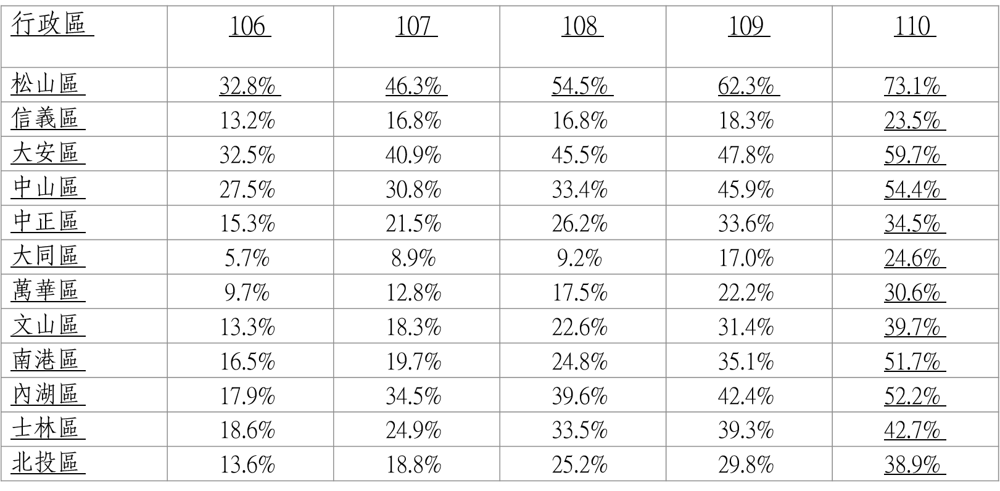 行政區 106 107 108 109 110
松山區 32.8% 46.3% 54.5% 62.3% 73.1%
信義區 13.2% 16.8% 16.8% 18.3% 23.5%
大安區 32.5% 40.9% 45.5% 47.8% 59.7%
中山區 27.5% 30.8% 33.4% 45.9% 54.4%
中正區 15.3% 21.5% 26.2% 33.6% 34.5%
大同區 5.7% 8.9% 9.2% 17.0% 24.6%
萬華區 9.7% 12.8% 17.5% 22.2% 30.6%
文山區 13.3% 18.3% 22.6% 31.4% 39.7%
南港區 16.5% 19.7% 24.8% 35.1% 51.7%
內湖區 17.9% 34.5% 39.6% 42.4% 52.2%
士林區 18.6% 24.9% 33.5% 39.3% 42.7%
北投區 13.6% 18.8% 25.2% 29.8% 38.9%